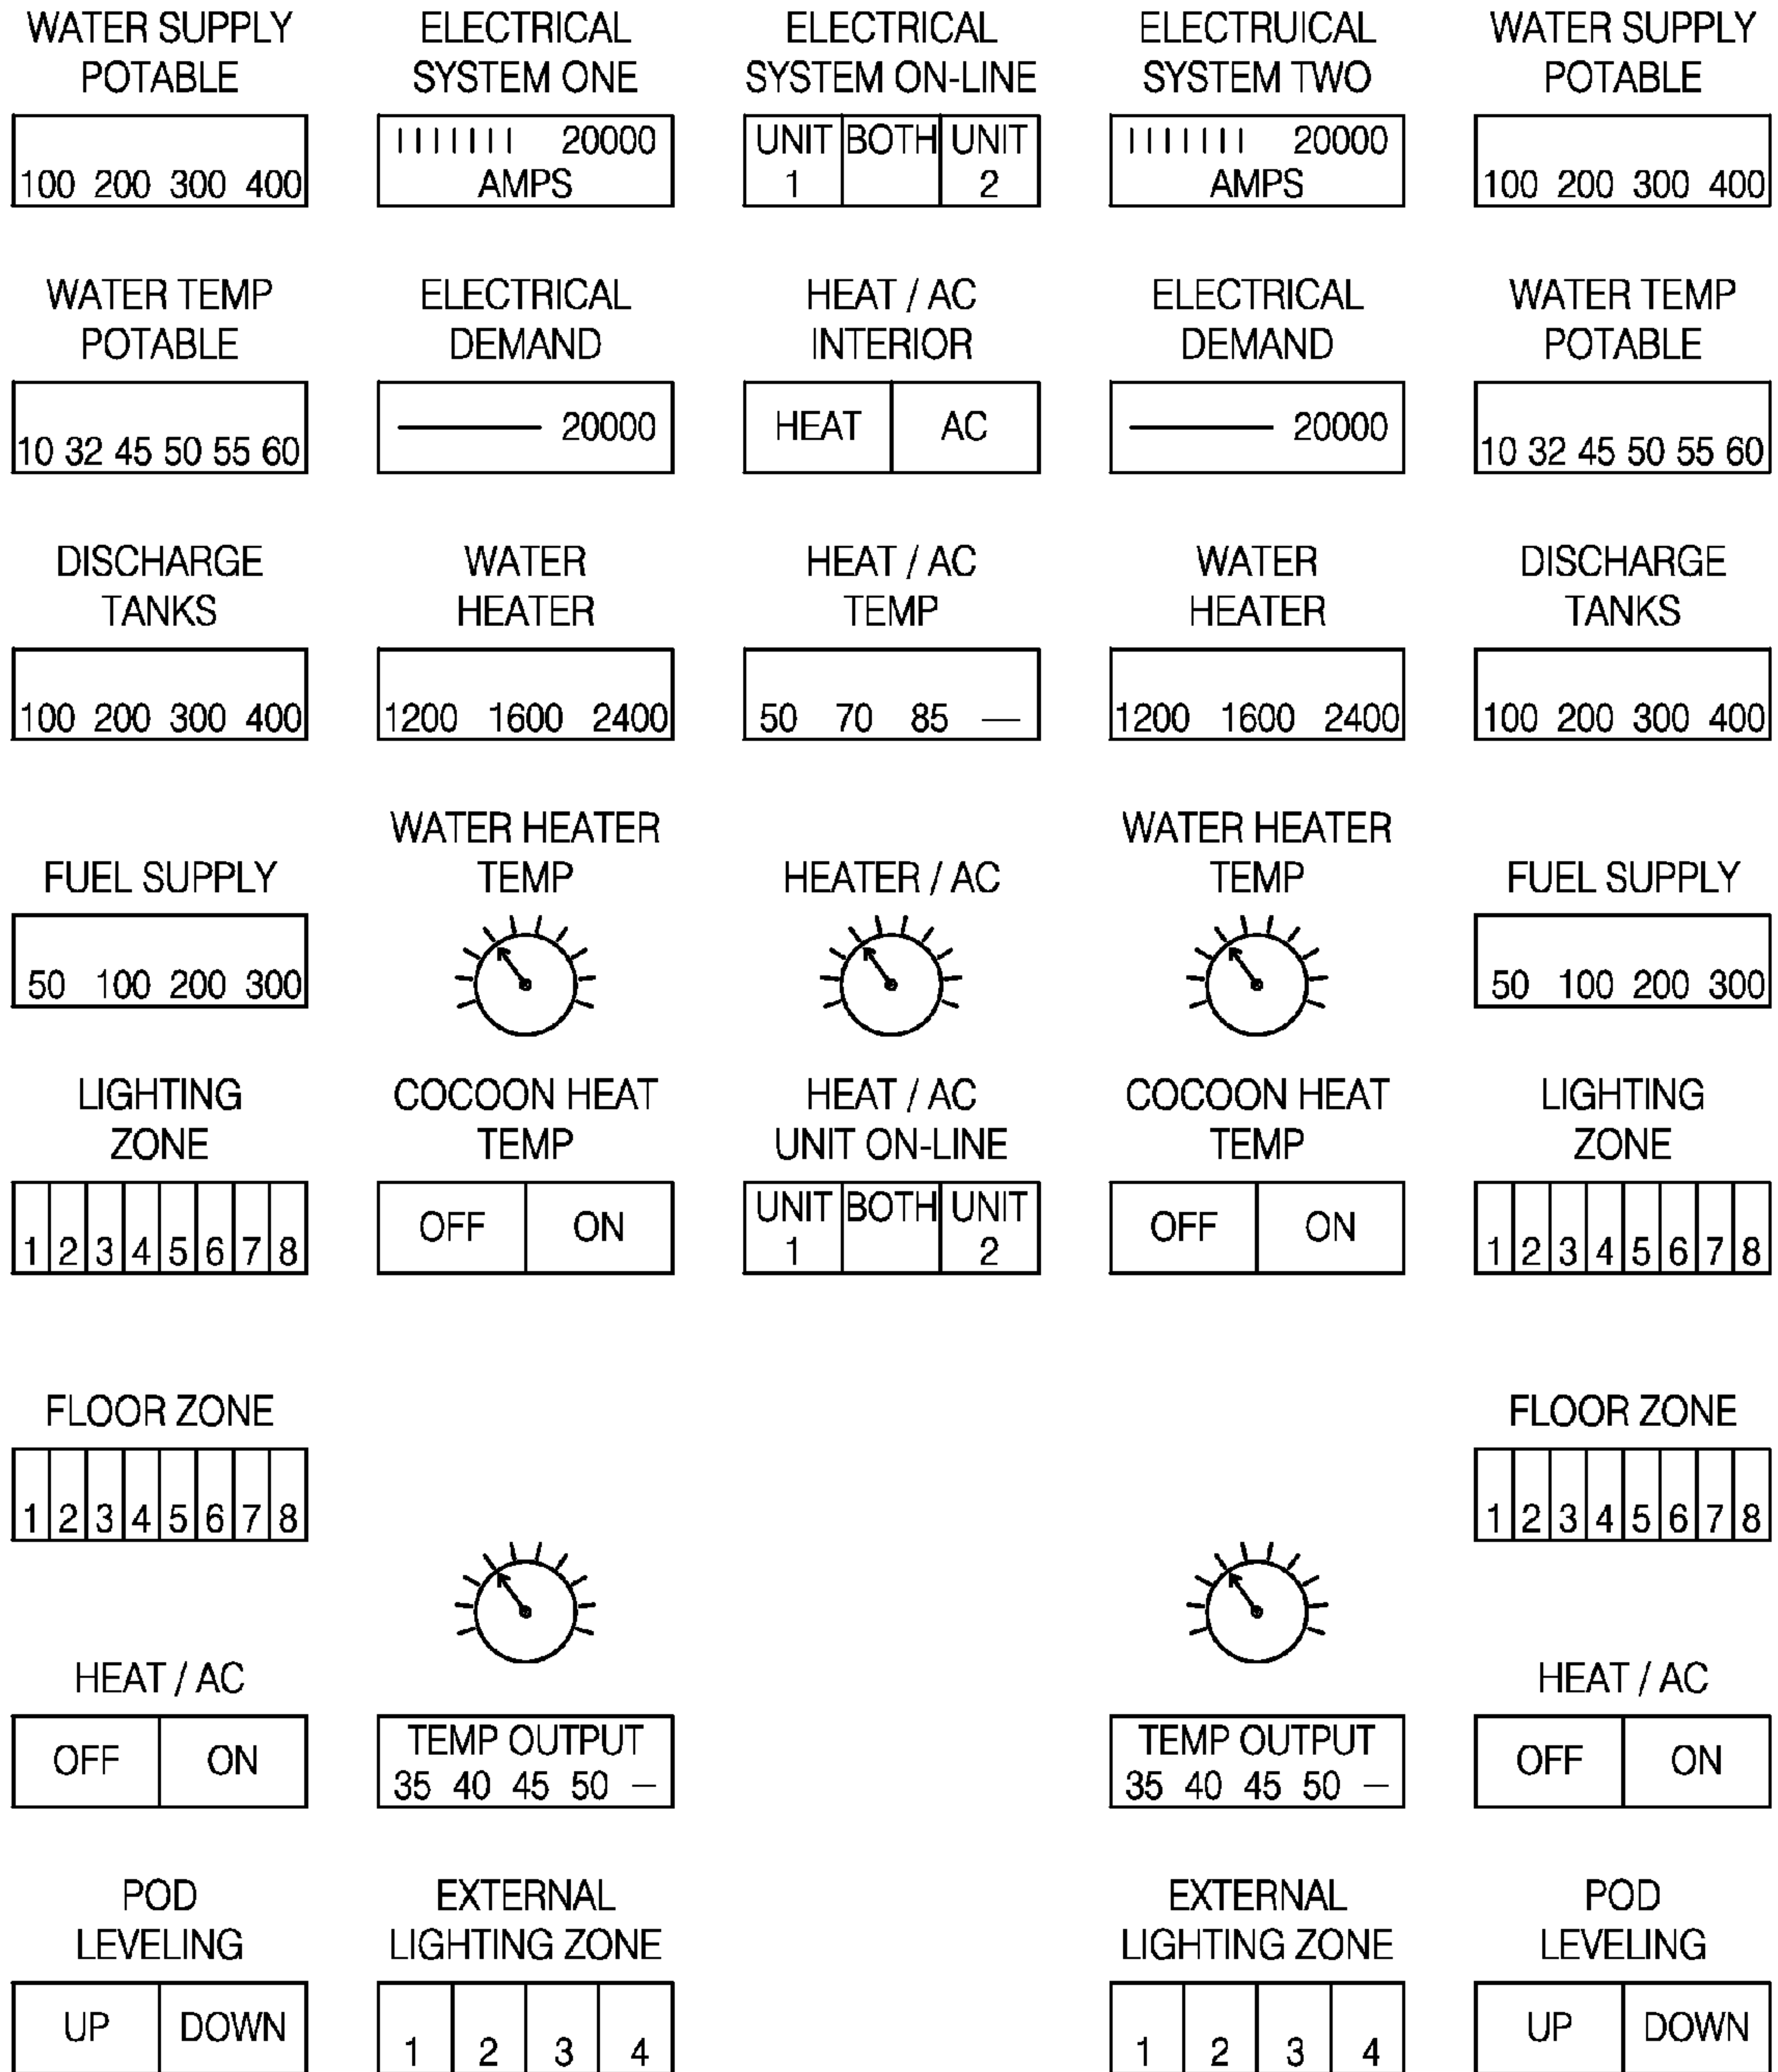 WATER SUPPLY ELECTRICAL ELECTRICAL ELECTRUICAL WATER SUPPLY
POTABLE SYSTEM ONE SYSTEM ON-LINE SYSTEM TWO POTABLE
20000 UNIT BOTH UNIT 20000
100 200 300 400 AMPS 1 2 AMPS 100 200 300 400
WATER TEMP ELECTRICAL HEAT / AC ELECTRICAL WATER TEMP
POTABLE DEMAND INTERIOR DEMAND POTABLE
20000 HEAT AC 20000
10 32 45 50 55 60 10 32 45 50 55 60
DISCHARGE WATER HEAT / AC WATER DISCHARGE
TANKS HEATER TEMP HEATER TANKS
100 200 300 400 1200 1600 2400 50 70 85 — 1200 1600 2400 100 200 300 400
WATER HEATER WATER HEATER
FUEL SUPPLY TEMP HEATER / AC TEMP FUEL SUPPLY
50 100 200 300 50 100 200 300
LIGHTING COCOON HEAT HEAT / AC COCOON HEAT LIGHTING
ZONE TEMP UNIT ON-LINE TEMP ZONE
OFF ON UNIT BOTH UNIT OFF ON
1 2 3 4 5 6 7 8 1 2 1 2 3 4 5 6 7 8
FLOOR ZONE FLOOR ZONE
1 2 3 4 5 6 7 8 1 2 3 4 5 6 7 8
HEAT / AC HEAT / AC
OFF ON TEMP OUTPUT TEMP OUTPUT OFF ON
35 40 45 50 — 35 40 45 50 —
POD EXTERNAL EXTERNAL POD
LEVELING LIGHTING ZONE LIGHTING ZONE LEVELING
UP DOWN 1 2 3 4 1 2 3 4 UP DOWN